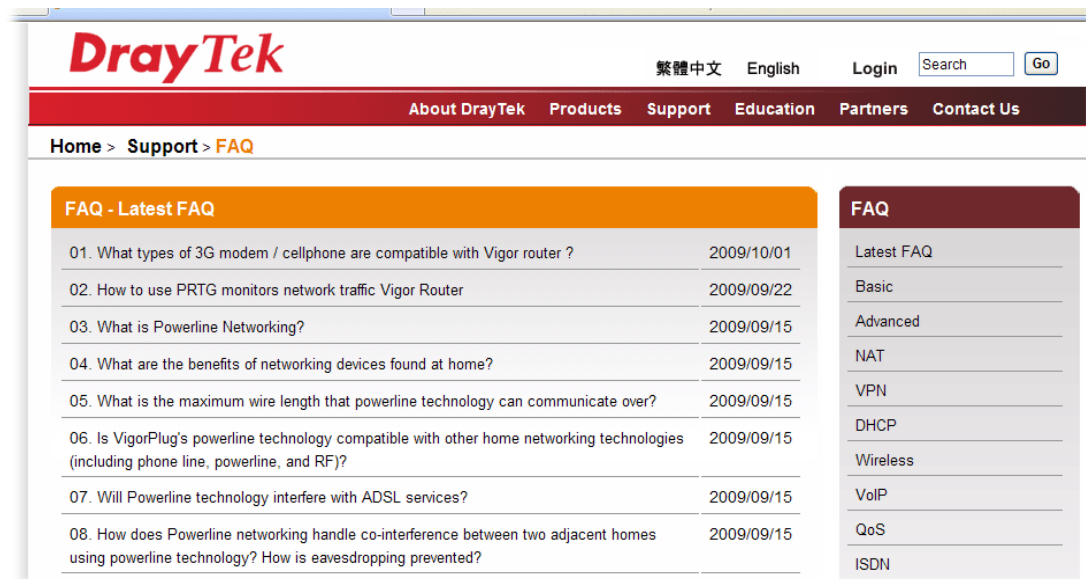 DrayTek
繁體中文 English Login Search Go
About DrayTek Products Support Education Partners Contact Us
Home > Support > FAQ
FAQ - Latest FAQ
01. What types of 3G modem / cellphone are compatible with Vigor router ? 2009/10/01
02. How to use PRTG monitors network traffic Vigor Router 2009/09/22
03. What is Powerline Networking? 2009/09/15
04. What are the benefits of networking devices found at home? 2009/09/15
05. What is the maximum wire length that powerline technology can communicate over? 2009/09/15
06. Is VigorPlug's powerline technology compatible with other home networking technologies 2009/09/15
(including phone line, powerline, and RF)?
07. Will Powerline technology interfere with ADSL services? 2009/09/15
08. How does Powerline networking handle co-interference between two adjacent homes 2009/09/15
using powerline technology? How is eavesdropping prevented?
FAQ
Latest FAQ
Basic
Advanced
NAT
VPN
DHCP
Wireless
VoIP
QoS
ISDN